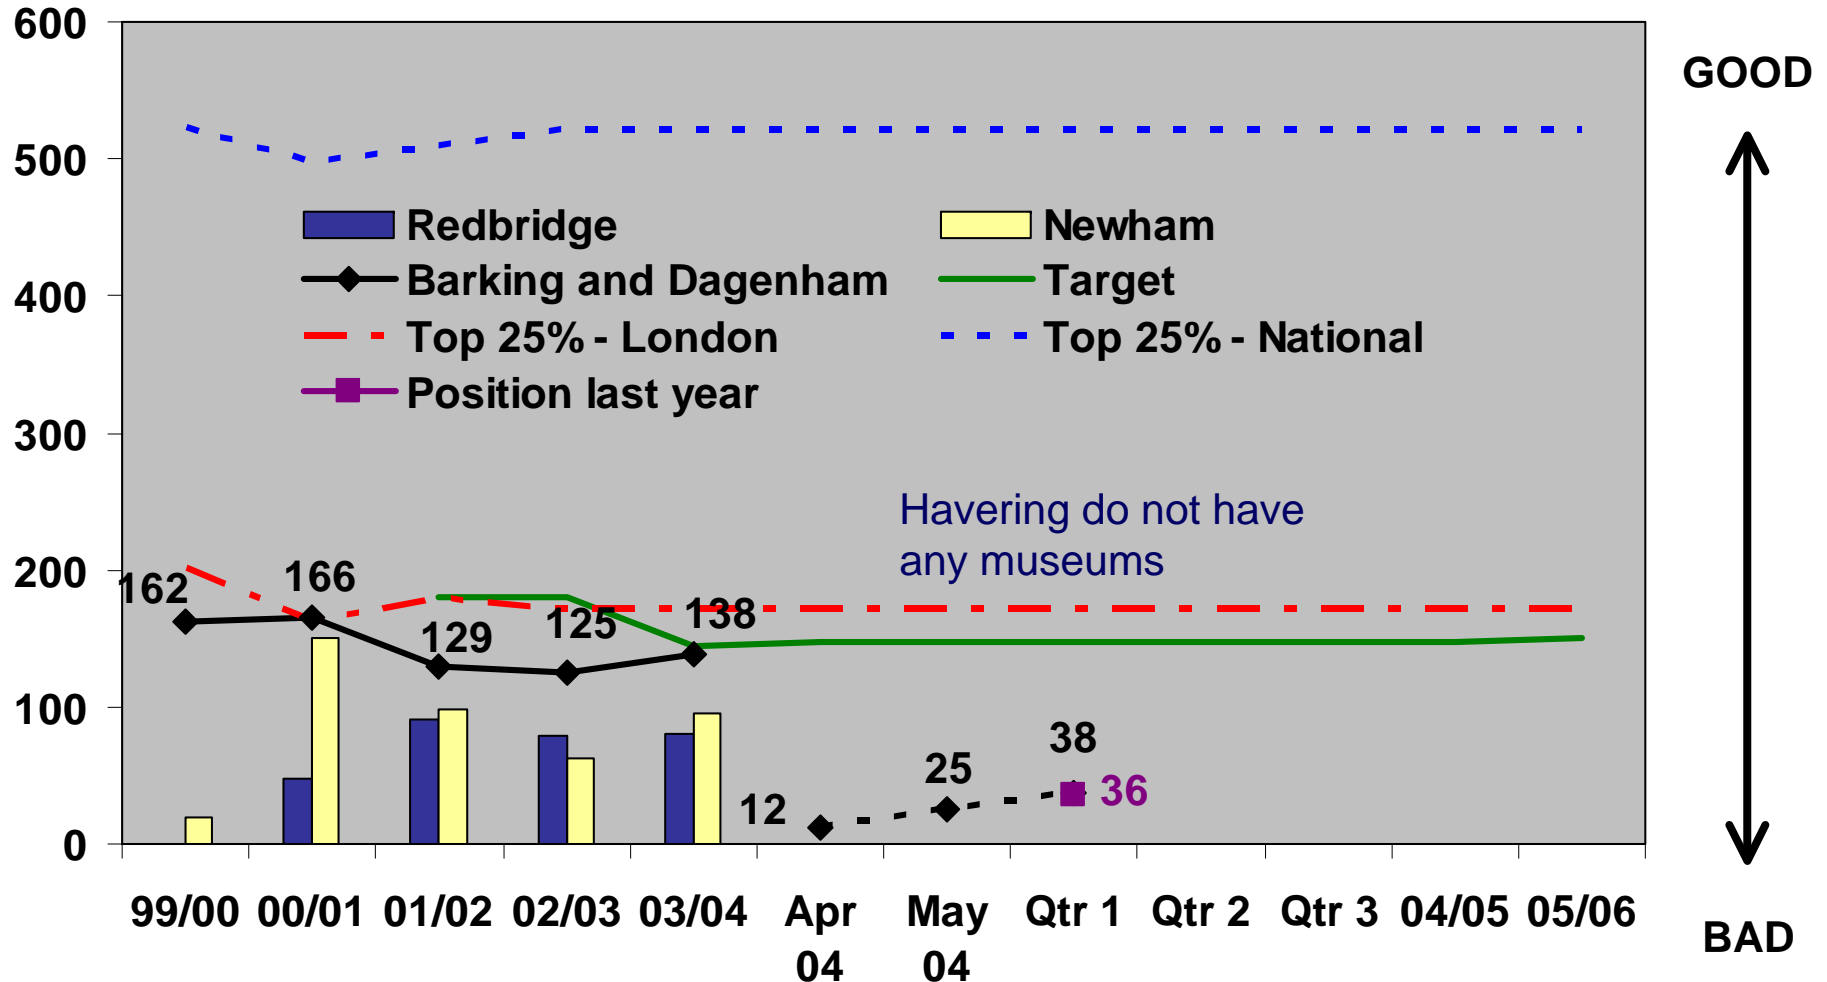 600
GOOD
500
Redbridge
Newham
Barking and Dagenham
Target
400
Top 25% - London
Top 25% - National
Position last year
300
Havering do not have
any museums
200
162
166
129
125
138
100
12
25
38
36
0
99/00 00/01 01/02 02/03 03/04 Apr May Qtr 1 Qtr 2 Qtr 3 04/05 05/06
04 04
BAD